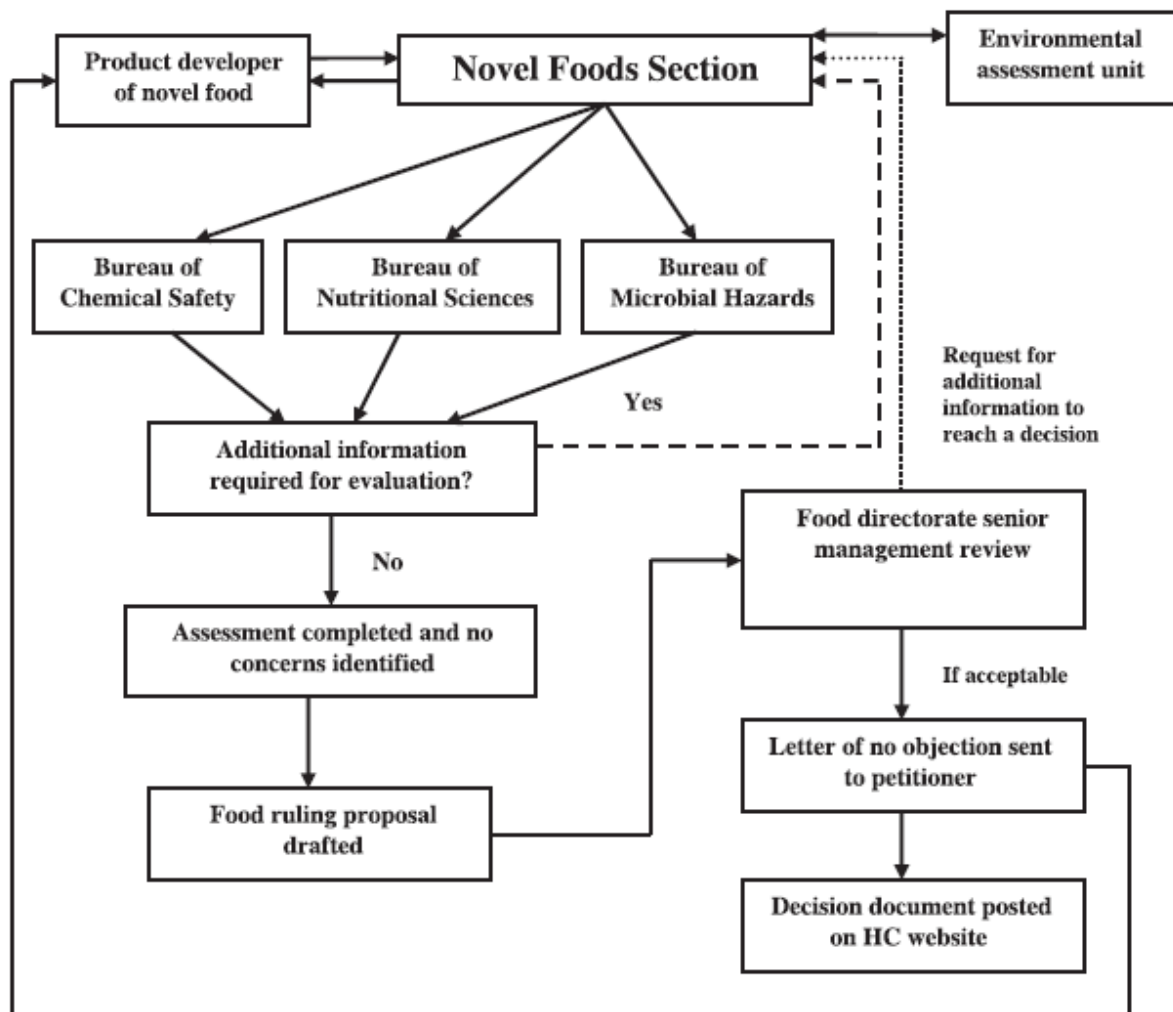 Product developer
of novel food
Novel Foods Section
Environmental
assessment unit
Bureau of
Chemical Safety
Bureau of
Nutritional Sciences
Bureau of
Microbial Hazards
Request for
additional
information to
reach a decision
Yes
Additional information
required for evaluation?
Food directorate senior
management review
No
Assessment completed and no
concerns identified
If acceptable
Letter of no objection sent
to petitioner
Food ruling proposal
drafted
Decision document posted
on HC website